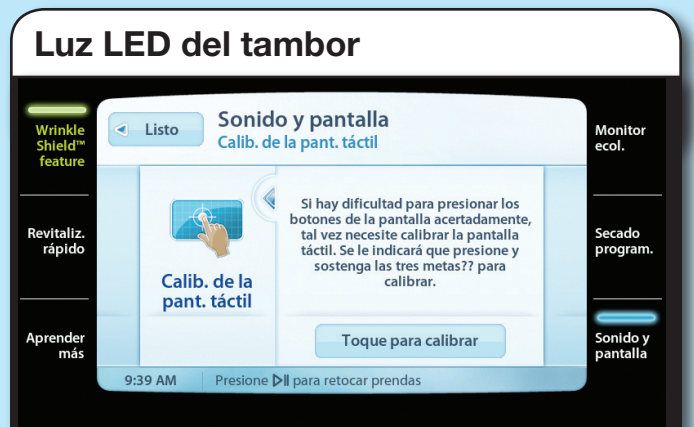 Luz LED del tambor
Wrinkle
Shield™
feature
Revitaliz.
rápido
Aprender
más
Listo
Sonido y pantalla
Calib. de la pant. táctil
Calib. de la
pant. táctil
Si hay dificultad para presionar los
botones de la pantalla acertadamente,
tal vez necesite calibrar la pantalla
táctil. Se le indicará que presione y
sostenga las tres metas?? para
calibrar.
Toque para calibrar
9:39 AM
Presione para retocar prendas
Monitor
ecol.
Secado
program.
Sonido y
pantalla